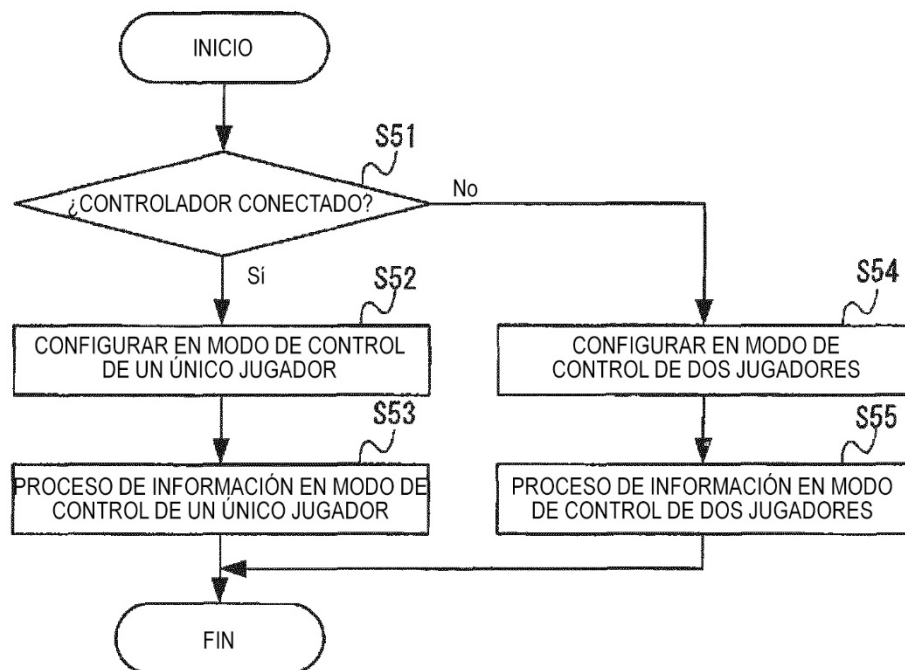 INICIO
S51
¿CONTROLADOR CONECTADO?
No
Sí
S52
CONFIGURAR EN MODO DE CONTROL
DE UN ÚNICO JUGADOR
S54
CONFIGURAR EN MODO DE
CONTROL DE DOS JUGADORES
S53
PROCESO DE INFORMACIÓN EN MODO DE
CONTROL DE UN ÚNICO JUGADOR
S55
PROCESO DE INFORMACIÓN EN MODO
DE CONTROL DE DOS JUGADORES
FIN